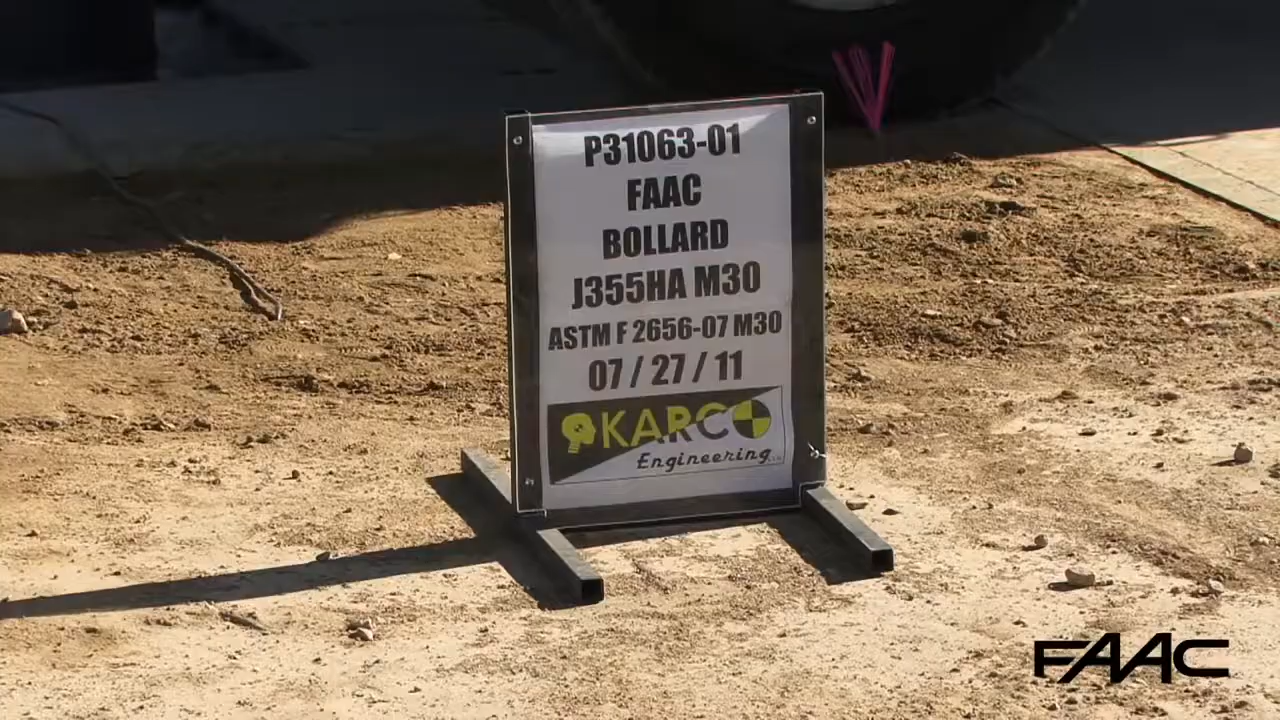 P31063-01
FAAC
BOLLARD
J355HA M30
ASTM F 2656-07 M30
07 / 27 / 11
KARCO
Engineering
FAAC